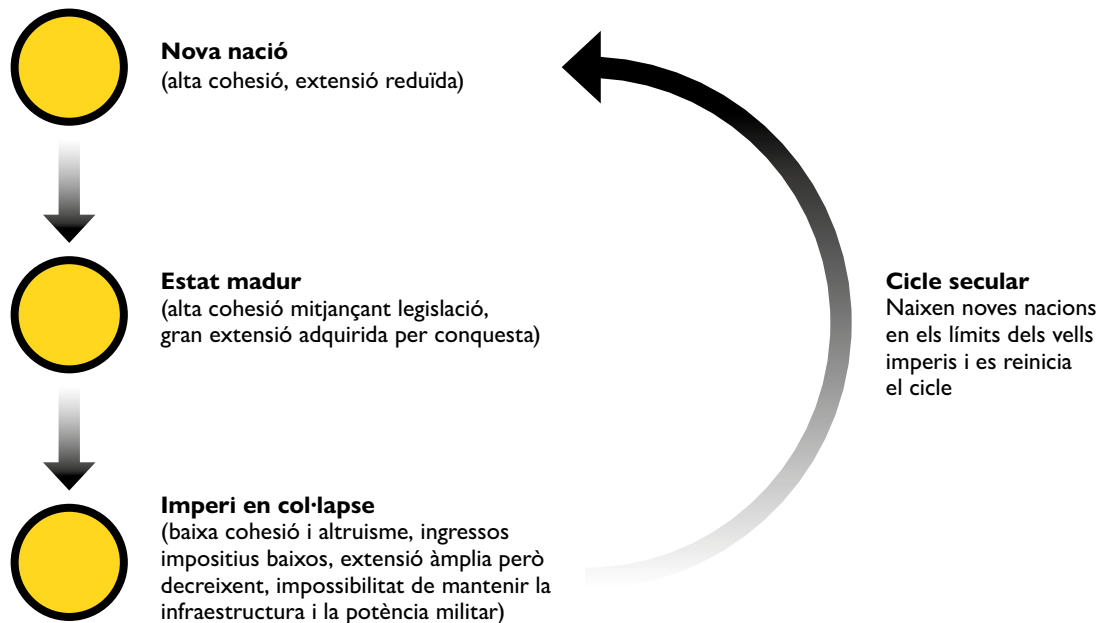 Nova nació
(alta cohesió, extensió reduïda)
Estat madur
(alta cohesió mitjançant legislació,
gran extensió adquirida per conquesta)
Cicle secular
Naixen noves nacions
en els límits dels vells
imperis i es reinicia
el cicle
Imperi en col·lapse
(baixa cohesió i altruisme, ingressos
impositius baixos, extensió àmplia però
decreixent, impossibilitat de mantenir la
infraestructura i la potència militar)